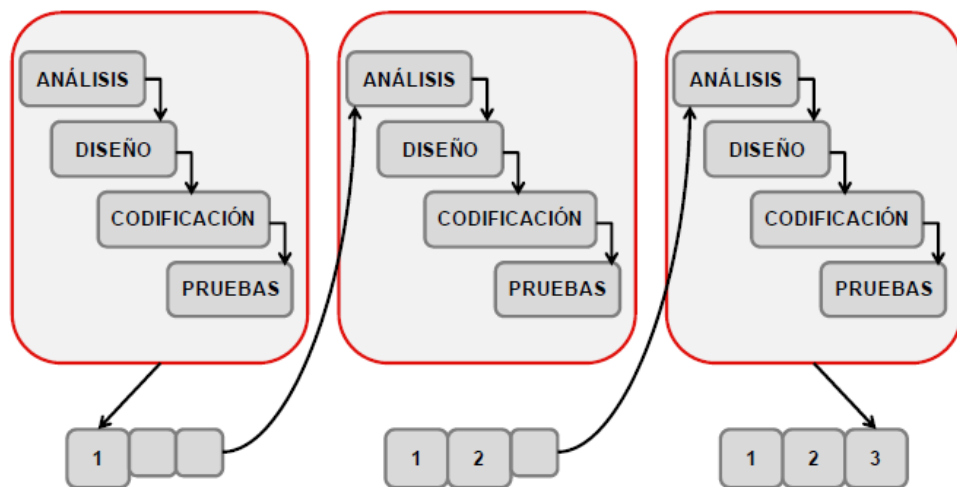 ANÁLISIS
DISEÑO
CODIFICACIÓN
PRUEBAS
ANÁLISIS
DISEÑO
CODIFICACIÓN
PRUEBAS
ANÁLISIS
DISEÑO
CODIFICACIÓN
PRUEBAS
1
1 2
1 2 3